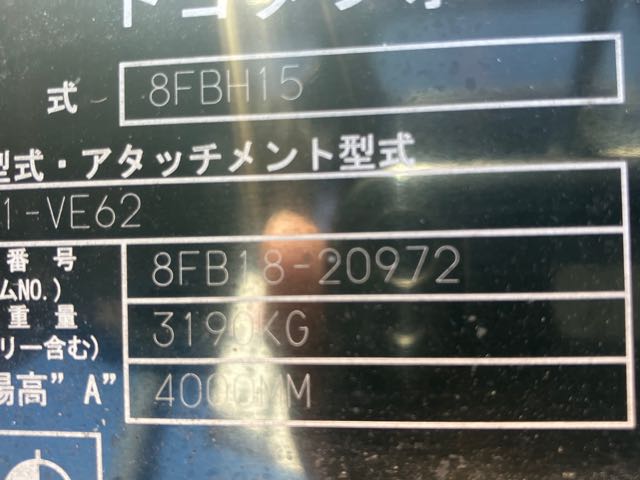 式 8FBH15
型式・アタッチメント型式
1-VE62
番号 8FB18-20972
ムNO.)
重量 3190KG
リー含む)
揚高"A" 4000MM